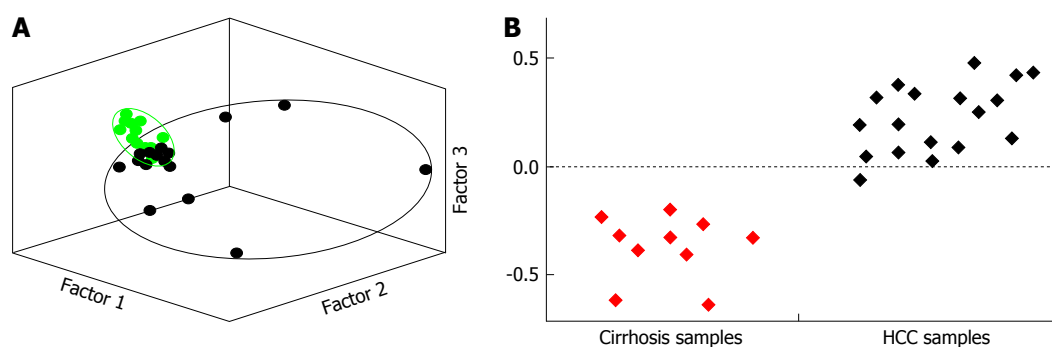 A
Factor 1
Factor 2
Factor 3
B
0.5
0.0
-0.5
Cirrhosis samples
HCC samples